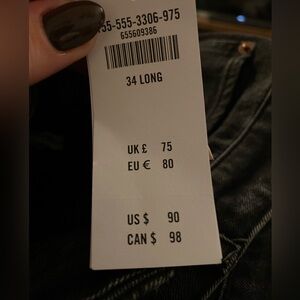 55-555-3306-975
655609386
34 LONG
UK £ 75
EU € 80
US $ 90
CAN $ 98